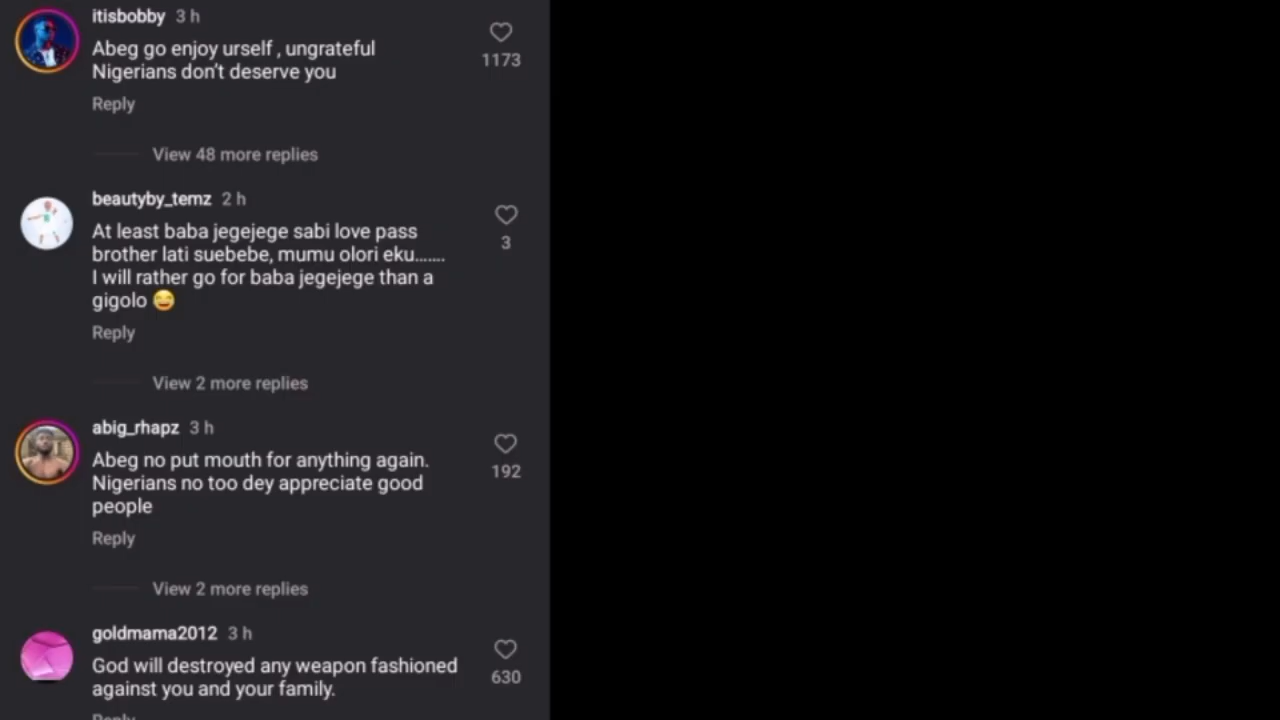 itisbobby 3 h
Abeg go enjoy urself , ungrateful
Nigerians don't deserve you
1173
Reply
View 48 more replies
beautyby_temz 2 h
At least baba jegejege sabi love pass
brother lati suebebe, mumu olori eku.......
I will rather go for baba jegejege than a
gigolo 😄
3
Reply
View 2 more replies
abig_rhapz 3 h
Abeg no put mouth for anything again.
Nigerians no too dey appreciate good
people
192
Reply
View 2 more replies
goldmama2012 3 h
God will destroyed any weapon fashioned
against you and your family.
630
Reply